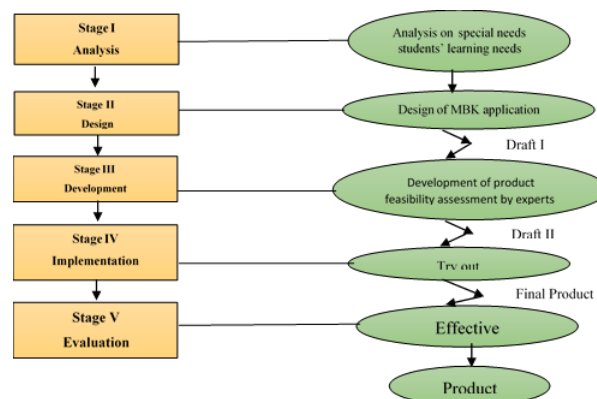 Stage I
Analysis
Analysis on special needs
students' learning needs
Stage II
Design
Design of MBK application
Draft I
Stage III
Development
Development of product
feasibility assessment by experts
Draft II
Stage IV
Implementation
Try out
Final Product
Stage V
Evaluation
Effective
Product